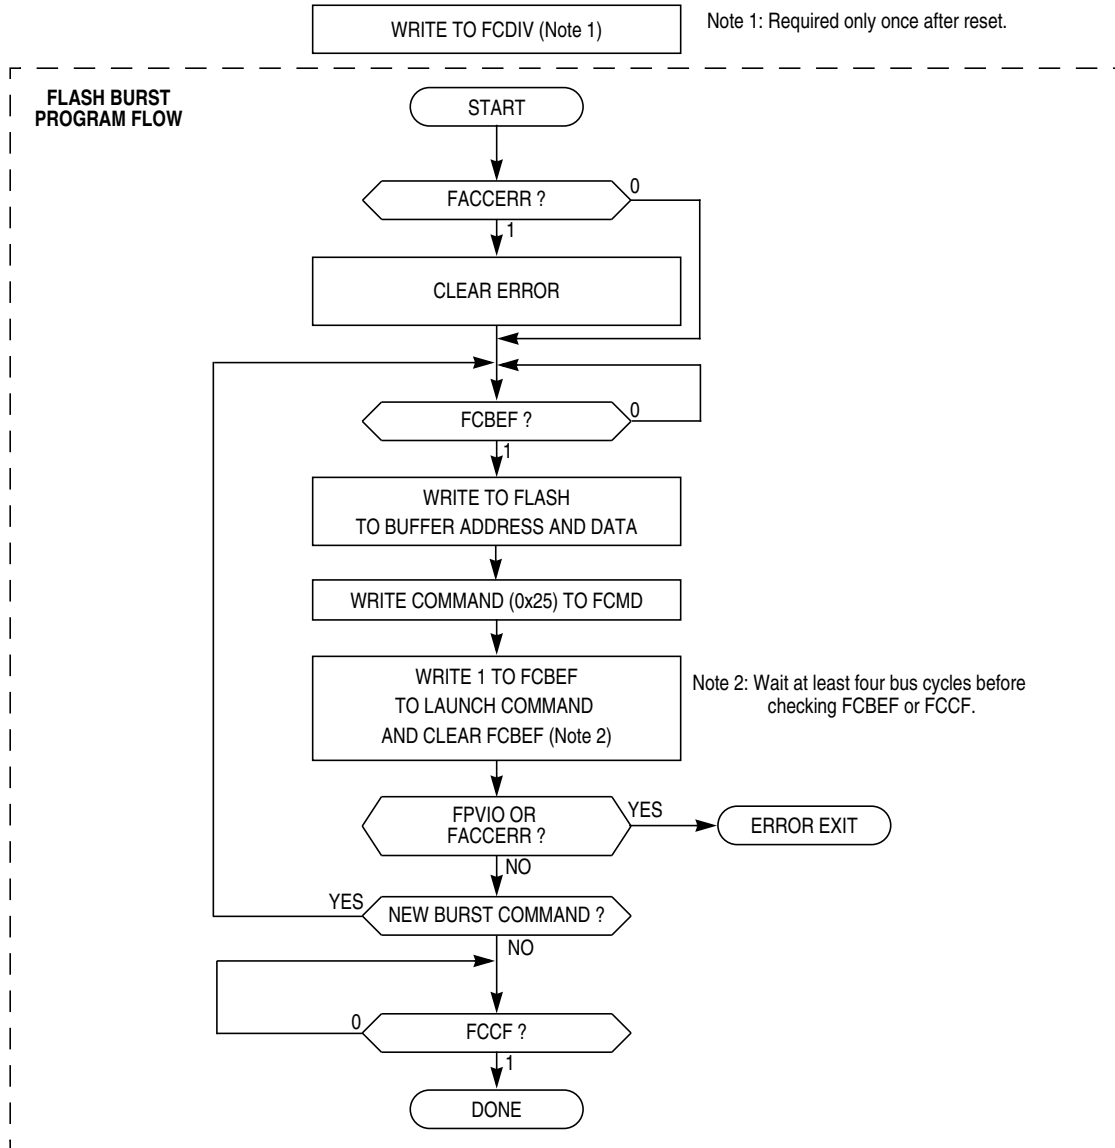 WRITE TO FCDIV (Note 1)
Note 1: Required only once after reset.
FLASH BURST
PROGRAM FLOW
START
FACCERR ?
0
1
CLEAR ERROR
FCBEF ?
0
1
WRITE TO FLASH
TO BUFFER ADDRESS AND DATA
WRITE COMMAND (0x25) TO FCMD
WRITE 1 TO FCBEF
TO LAUNCH COMMAND
AND CLEAR FCBEF (Note 2)
Note 2: Wait at least four bus cycles before
checking FCBEF or FCCF.
FPVIO OR
FACCERR ?
YES
ERROR EXIT
NO
YES
NEW BURST COMMAND ?
NO
0
FCCF ?
1
DONE